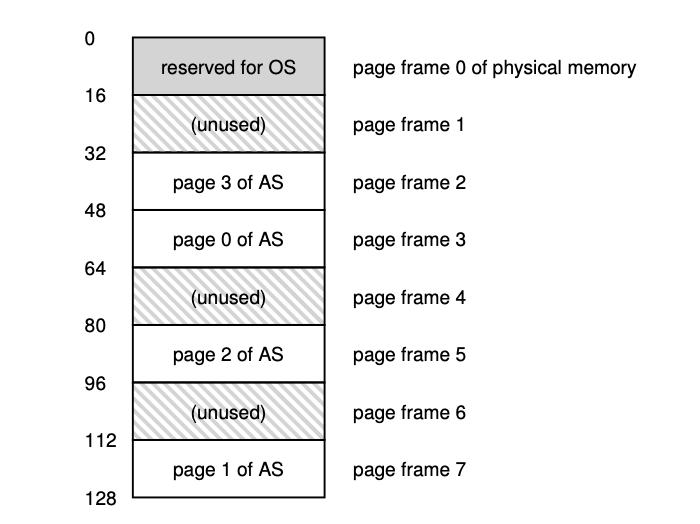 0
reserved for OS page frame 0 of physical memory
16
(unused) page frame 1
32
page 3 of AS page frame 2
48
page 0 of AS page frame 3
64
(unused) page frame 4
80
page 2 of AS page frame 5
96
(unused) page frame 6
112
page 1 of AS page frame 7
128